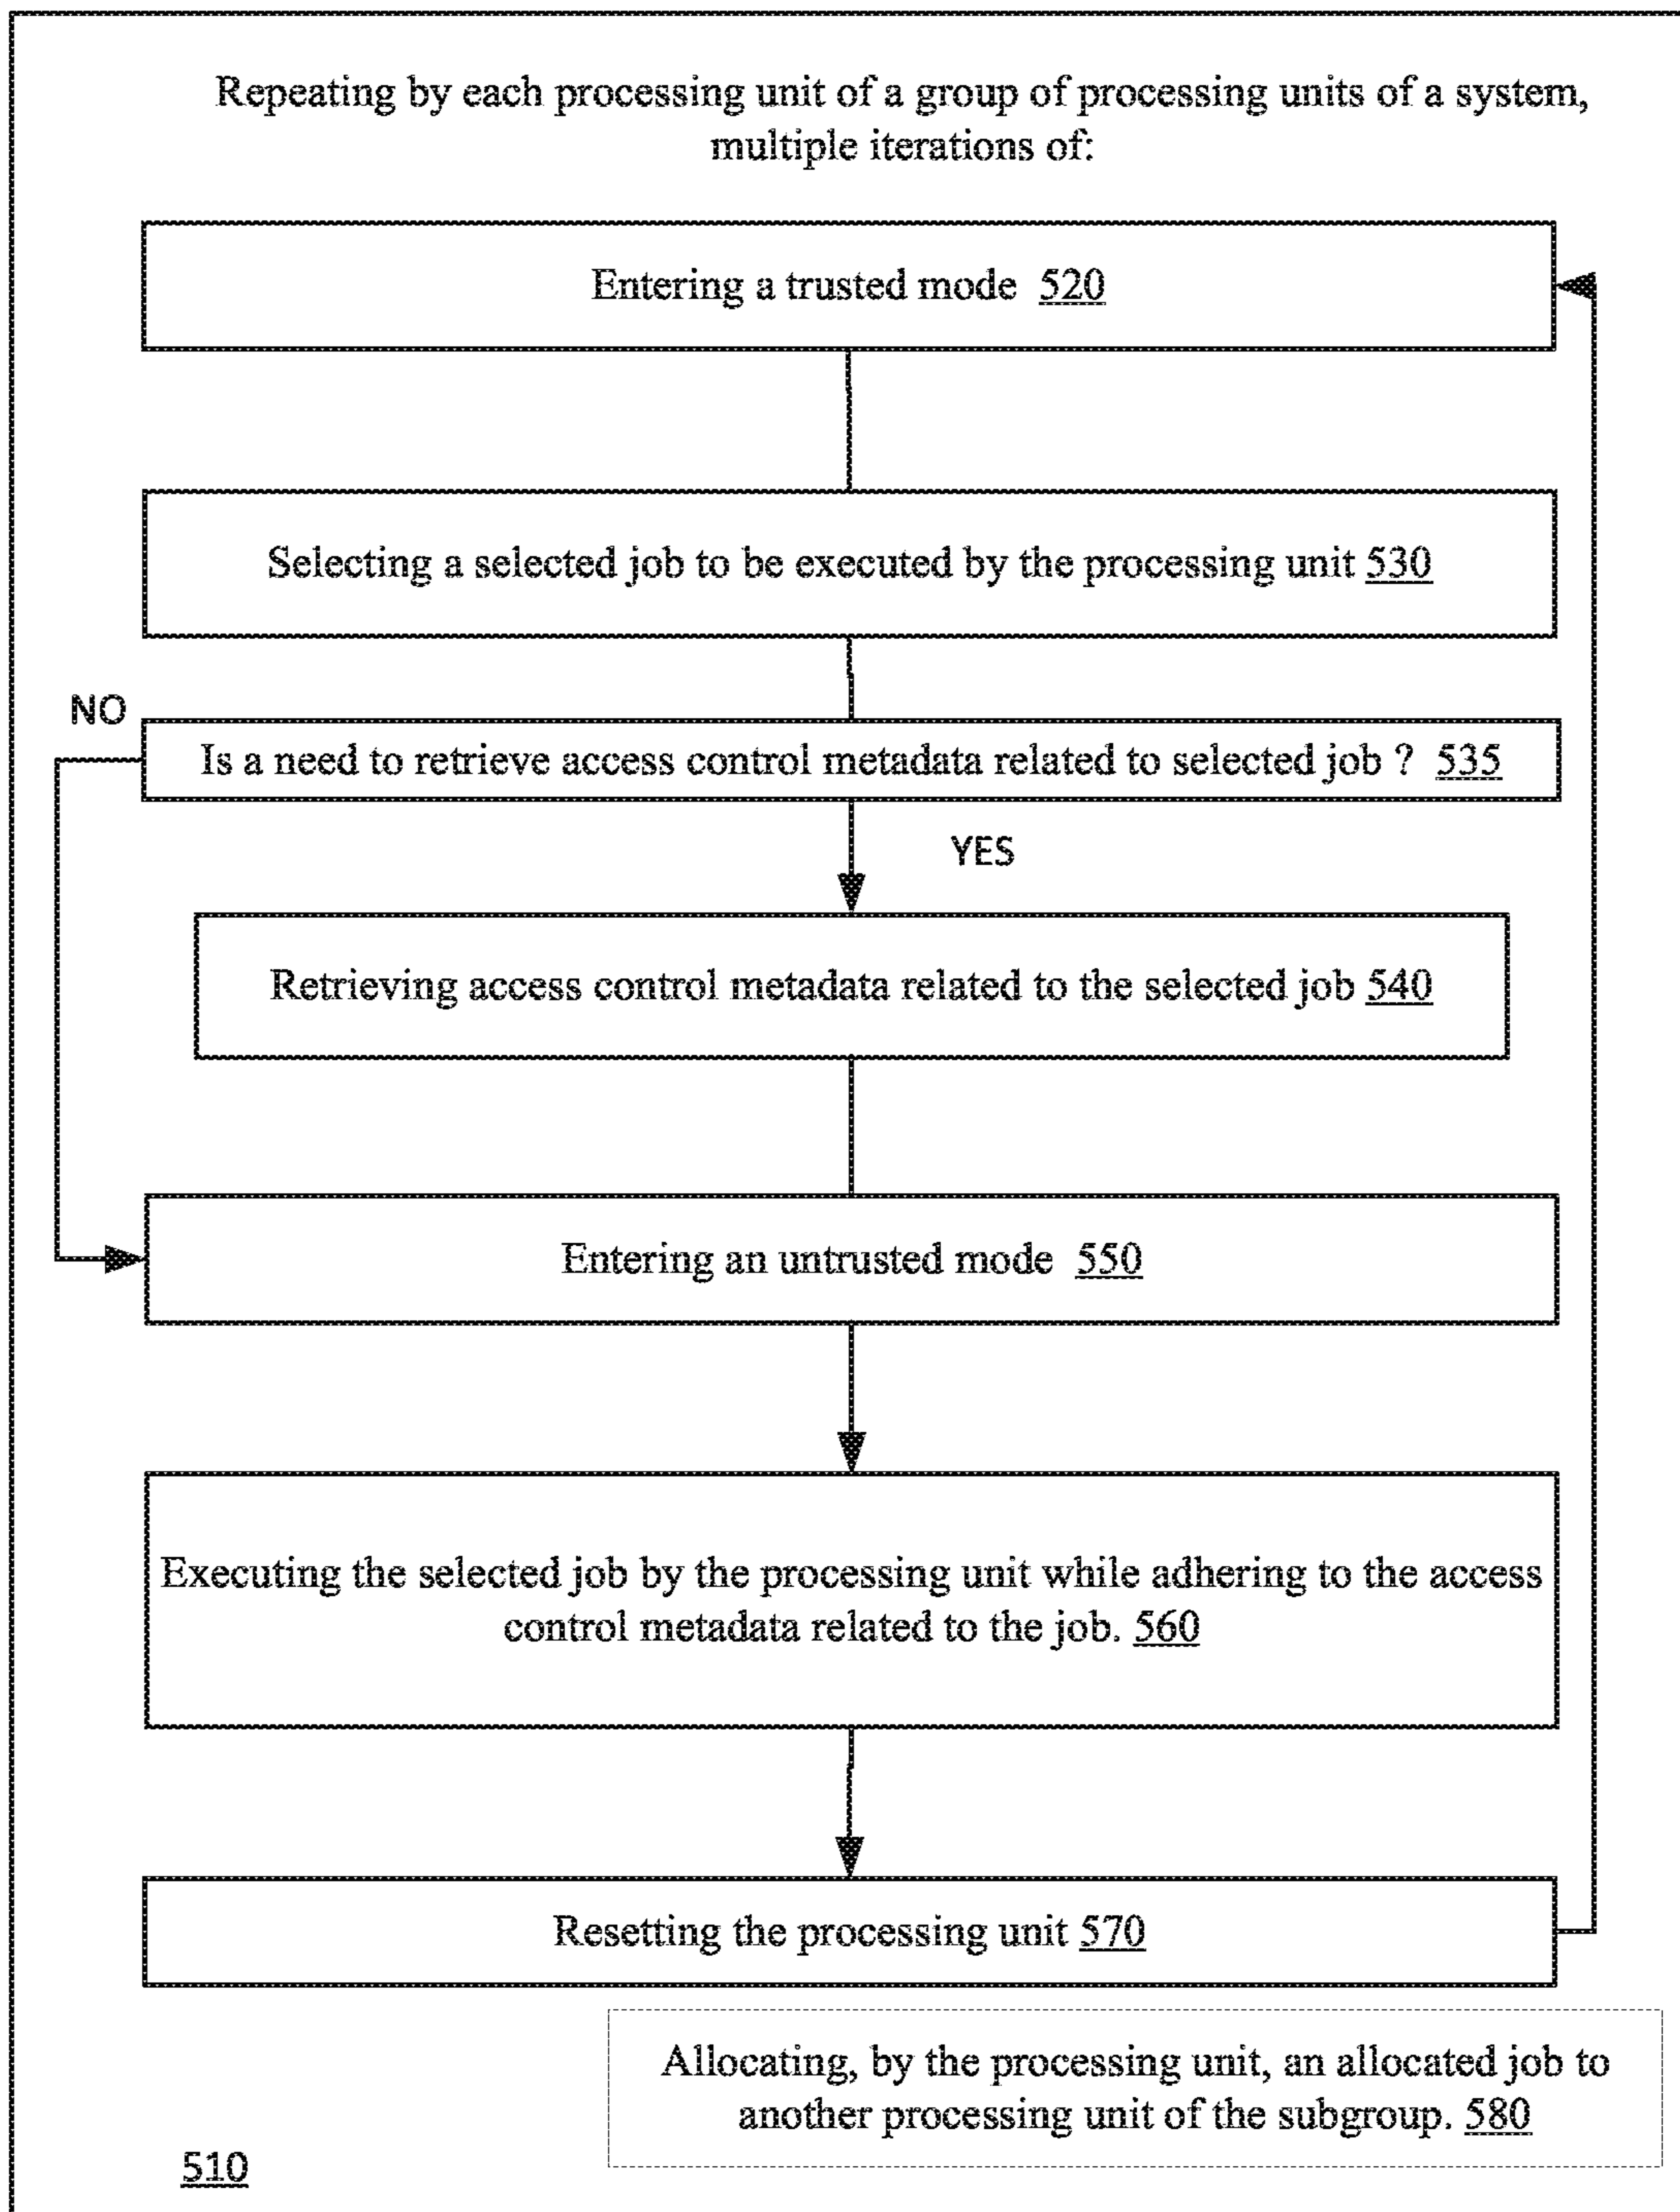 Repeating by each processing unit of a group of processing units of a system,
multiple iterations of:
Entering a trusted mode 520
Selecting a selected job to be executed by the processing unit 530
NO
Is a need to retrieve access control metadata related to selected job ? 535
YES
Retrieving access control metadata related to the selected job 540
Entering an untrusted mode 550
Executing the selected job by the processing unit while adhering to the access
control metadata related to the job. 560
Resetting the processing unit 570
Allocating, by the processing unit, an allocated job to
another processing unit of the subgroup. 580
510